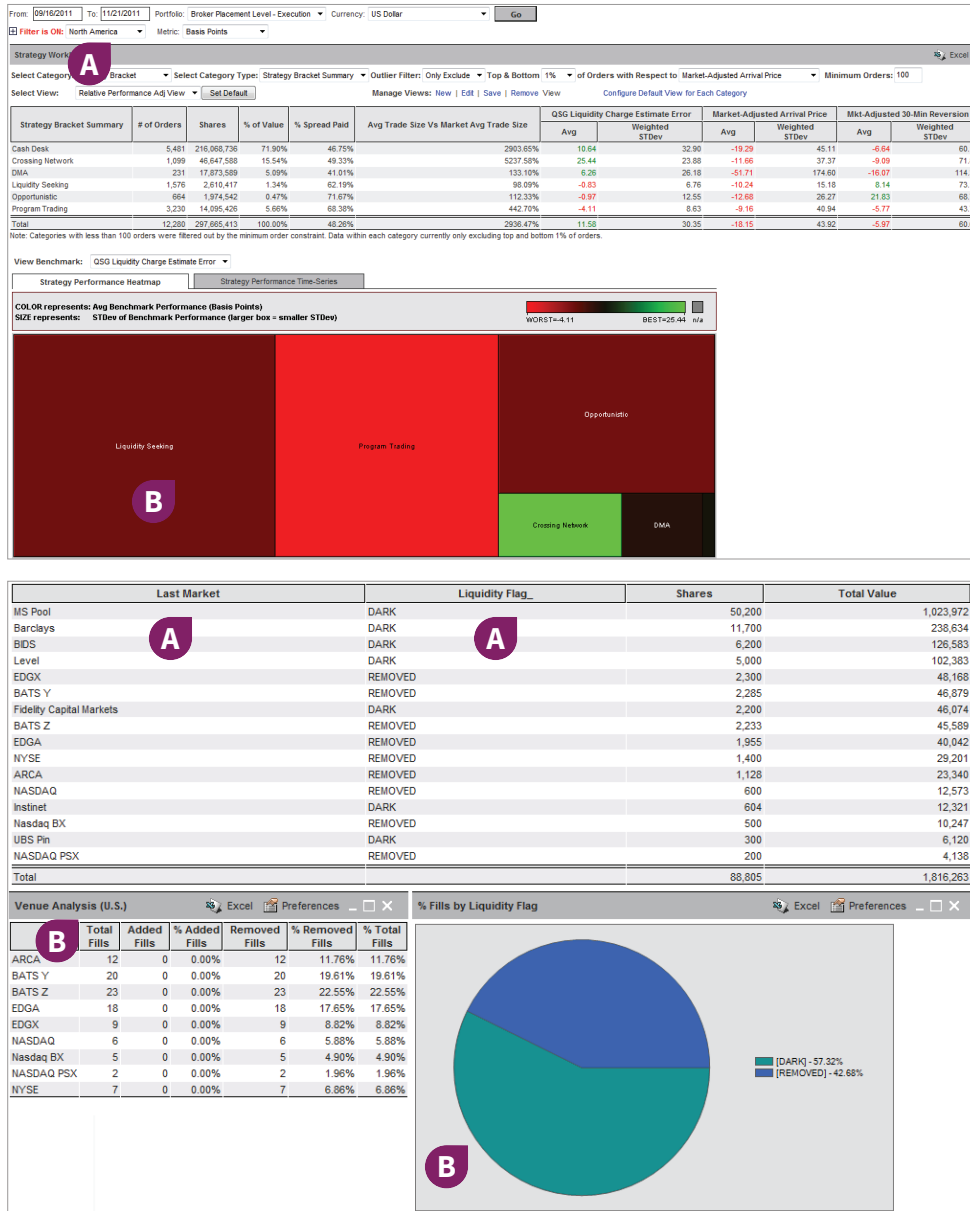 From: 09/16/2011 To: 11/21/2011 Portfolio: Broker Placement Level - Execution Currency: US Dollar Go
Filter is ON: North America Metric: Basis Points
Strategy A Excel
Select Category Bracket Select Category Type: Strategy Bracket Summary Outlier Filter: Only Exclude Top & Bottom 1% of Orders with Respect to Market-Adjusted Arrival Price Minimum Orders: 100
Select View: Relative Performance Adj View Set Default Manage Views: New | Edit | Save | Remove View Configure Default View for Each Category
Strategy Bracket Summary # of Orders Shares % of Value % Spread Paid Avg Trade Size Vs Market Avg Trade Size QSG Liquidity Charge Estimate Error Market-Adjusted Arrival Price Mkt-Adjusted 30-Min Reversion
Avg Weighted STDev Avg Weighted STDev Avg Weighted STDev
Cash Desk 5,481 216,068,736 71.90% 46.75% 2903.65% 10.64 32.90 -19.29 45.11 -6.64 60.
Crossing Network 1,099 46,647,588 15.54% 49.33% 5237.58% 25.44 23.88 -11.66 37.37 -9.09 71.
DMA 231 17,873,589 5.09% 41.01% 133.10% 6.26 26.18 -51.71 174.60 -16.07 114.
Liquidity Seeking 1,576 2,610,417 1.34% 62.19% 98.09% -0.83 6.76 -10.24 15.18 8.14 73.
Opportunistic 664 1,974,542 0.47% 71.67% 112.33% -0.97 12.55 -12.68 26.27 21.83 68.
Program Trading 3,230 14,095,426 5.66% 68.38% 442.70% -4.11 8.63 -9.16 40.94 -5.77 43.
Total 12,280 297,665,413 100.00% 48.26% 2936.47% 11.58 30.35 -18.15 43.92 -5.97 60.
Note: Categories with less than 100 orders were filtered out by the minimum order constraint. Data within each category currently only excluding top and bottom 1% of orders.
View Benchmark: QSG Liquidity Charge Estimate Error
Strategy Performance Heatmap Strategy Performance Time-Series
COLOR represents: Avg Benchmark Performance (Basis Points)
SIZE represents: STDev of Benchmark Performance (larger box = smaller STDev)
WORST=-4.11 BEST=25.44 n/a
Opportunistic
Liquidity Seeking Program Trading
B
Crossing Network DMA
Last Market Liquidity Flag_ Shares Total Value
MS Pool DARK 50,200 1,023,972
Barclays DARK 11,700 238,634
A A
BIDS DARK 6,200 126,583
Level DARK 5,000 102,383
EDGX REMOVED 2,300 48,168
BATS Y REMOVED 2,285 46,879
Fidelity Capital Markets DARK 2,200 46,074
BATS Z REMOVED 2,233 45,589
EDGA REMOVED 1,955 40,042
NYSE REMOVED 1,400 29,201
ARCA REMOVED 1,128 23,340
NASDAQ REMOVED 600 12,573
Instinet DARK 604 12,321
Nasdaq BX REMOVED 500 10,247
UBS Pin DARK 300 6,120
NASDAQ PSX REMOVED 200 4,138
Total 88,805 1,816,263
Venue Analysis (U.S.) Excel Preferences
B Total Fills Added Fills % Added Fills Removed Fills % Removed Fills % Total Fills
ARCA 12 0 0.00% 12 11.76% 11.76%
BATS Y 20 0 0.00% 20 19.61% 19.61%
BATS Z 23 0 0.00% 23 22.55% 22.55%
EDGA 18 0 0.00% 18 17.65% 17.65%
EDGX 9 0 0.00% 9 8.82% 8.82%
NASDAQ 6 0 0.00% 6 5.88% 5.88%
Nasdaq BX 5 0 0.00% 5 4.90% 4.90%
NASDAQ PSX 2 0 0.00% 2 1.96% 1.96%
NYSE 7 0 0.00% 7 6.86% 6.86%
% Fills by Liquidity Flag Excel Preferences
[DARK] - 57.32%
[REMOVED] - 42.68%
B